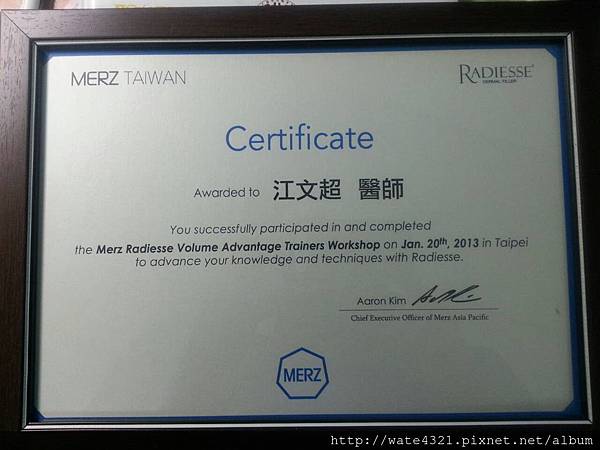 MERZ TAIWAN
RADIESSE®
DERMAL FILLER
Certificate
Awarded to 江文超 醫師
You successfully participated in and completed
the Merz Radiesse Volume Advantage Trainers Workshop on Jan. 20th, 2013 in Taipei
to advance your knowledge and techniques with Radiesse.
Aaron Kim
Chief Executive Officer of Merz Asia Pacific
MERZ
http://wate4321.pixnet.net/album